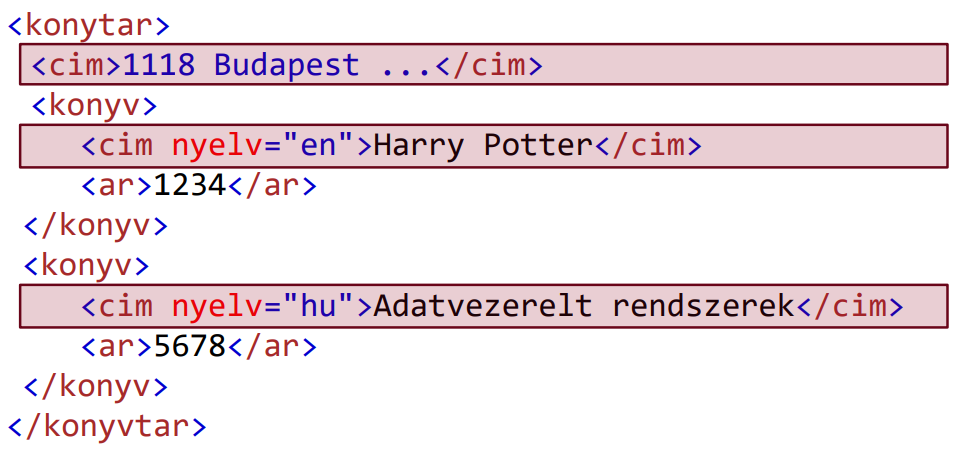 <konytar>
<cim>1118 Budapest ...</cim>
<konyv>
<cim nyelv="en">Harry Potter</cim>
<ar>1234</ar>
</konyv>
<konyv>
<cim nyelv="hu">Adatvezerelt rendszerek</cim>
<ar>5678</ar>
</konyv>
</konyvtar>